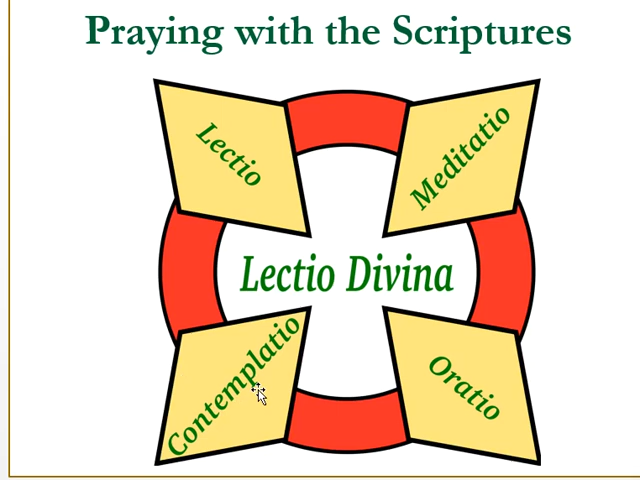 Praying with the Scriptures
Lectio
Meditatio
Lectio Divina
Contemplatio
Oratio